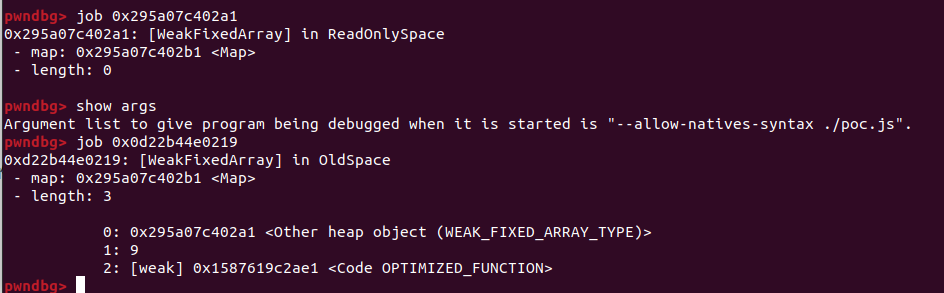 pwndbg> job 0x295a07c402a1
0x295a07c402a1: [WeakFixedArray] in ReadOnlySpace
- map: 0x295a07c402b1 <Map>
- length: 0
pwndbg> show args
Argument list to give program being debugged when it is started is "--allow-natives-syntax ./poc.js".
pwndbg> job 0x0d22b44e0219
0xd22b44e0219: [WeakFixedArray] in OldSpace
- map: 0x295a07c402b1 <Map>
- length: 3
0: 0x295a07c402a1 <Other heap object (WEAK_FIXED_ARRAY_TYPE)>
1: 9
2: [weak] 0x1587619c2ae1 <Code OPTIMIZED_FUNCTION>
pwndbg>